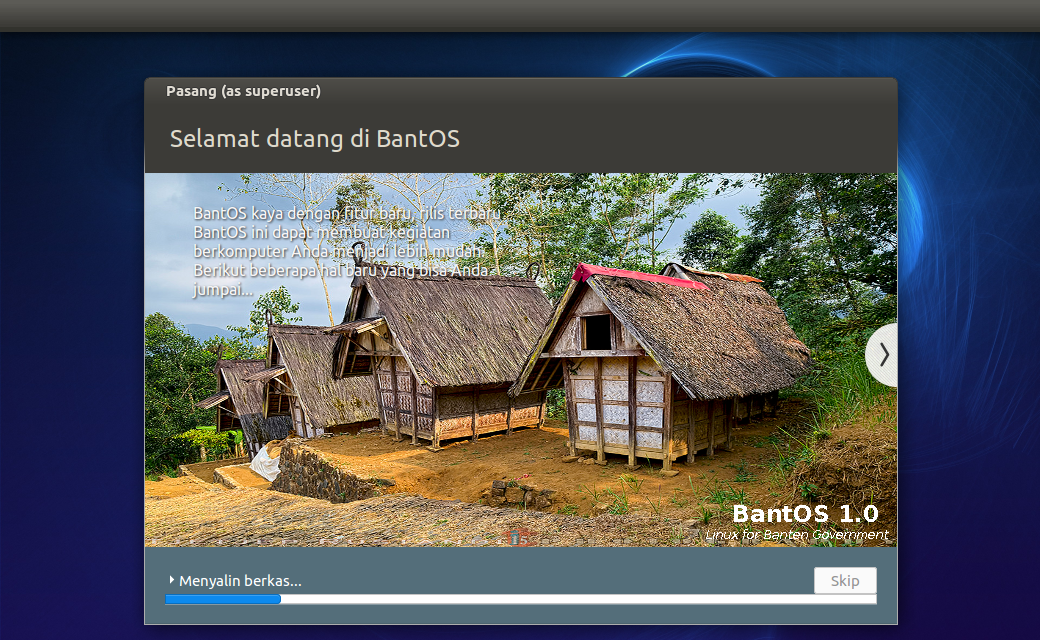 Pasang (as superuser)
Selamat datang di BantOS
BantOS kaya dengan fitur baru, rilis terbaru
BantOS ini dapat membuat kegiatan
berkomputer Anda menjadi lebih mudah.
Berikut beberapa hal baru yang bisa Anda
jumpai...
BantOS 1.0
Linux for Banten Government
Menyalin berkas...
Skip